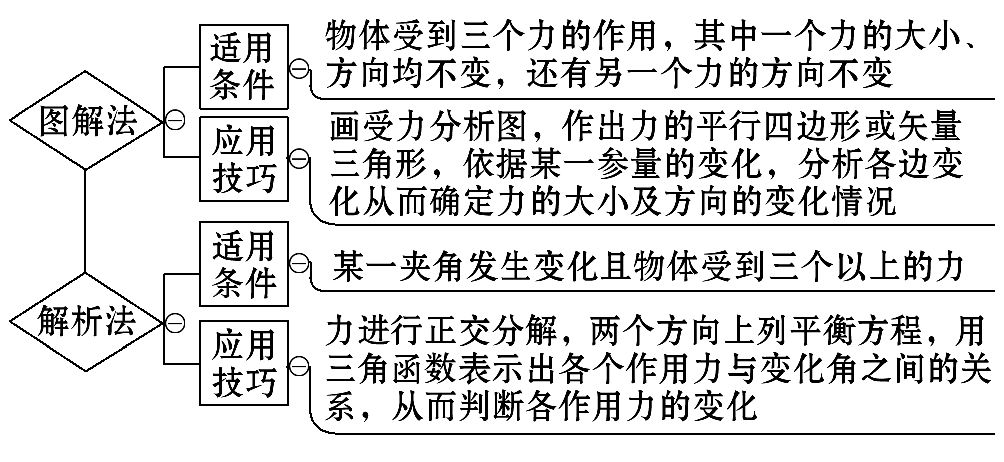 图解法
适用
条件
物体受到三个力的作用，其中一个力的大小、
方向均不变，还有另一个力的方向不变
应用
技巧
画受力分析图，作出力的平行四边形或矢量
三角形，依据某一参量的变化，分析各边变
化从而确定力的大小及方向的变化情况
解析法
适用
条件
某一夹角发生变化且物体受到三个以上的力
应用
技巧
力进行正交分解，两个方向上列平衡方程，用
三角函数表示出各个作用力与变化角之间的关
系，从而判断各作用力的变化